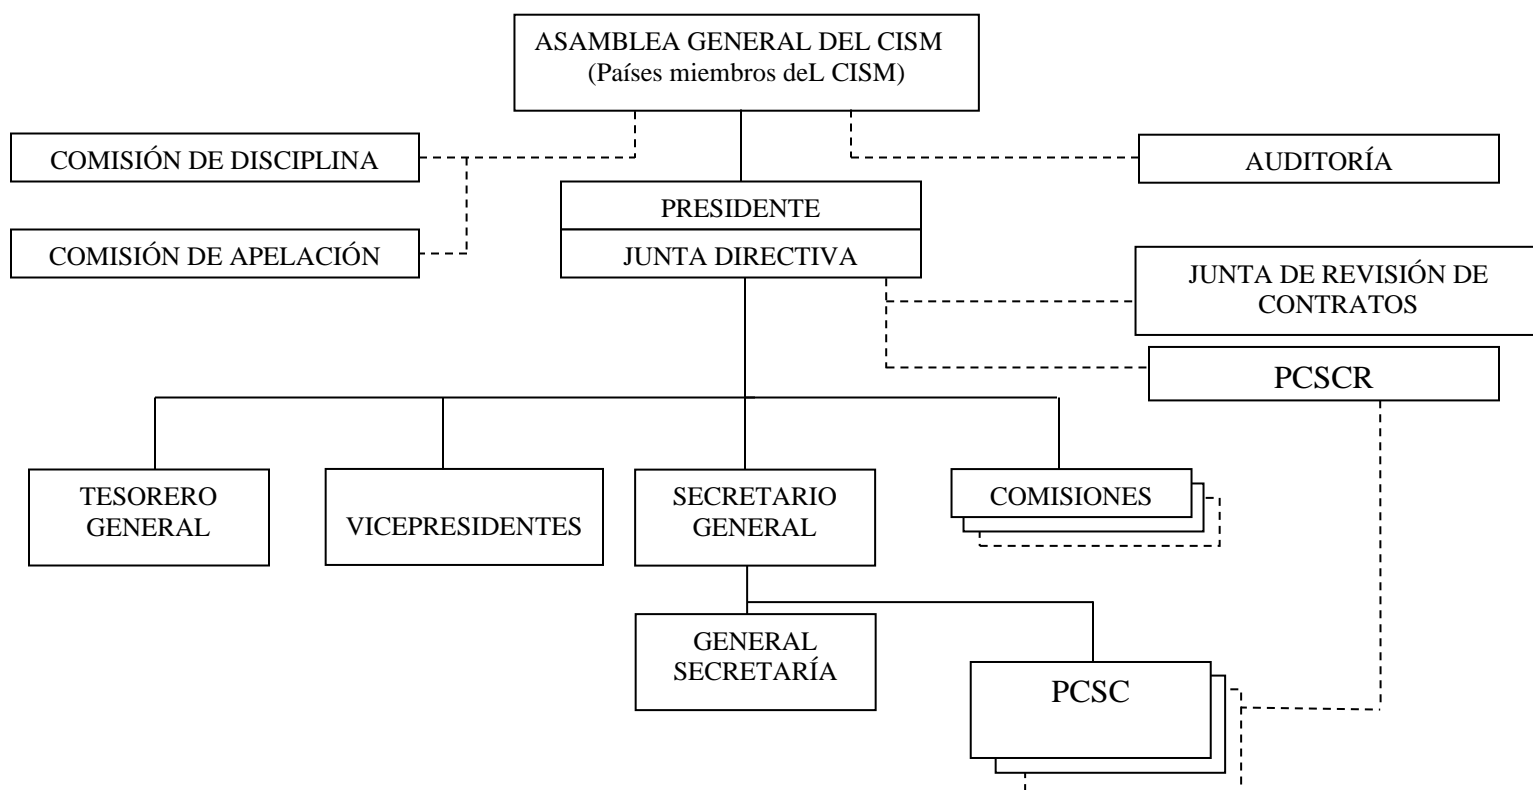 ASAMBLEA GENERAL DEL CISM
(Países miembros deL CISM)
COMISIÓN DE DISCIPLINA
AUDITORÍA
PRESIDENTE
COMISIÓN DE APELACIÓN
JUNTA DIRECTIVA
JUNTA DE REVISIÓN DE
CONTRATOS
PCSCR
TESORERO
GENERAL
VICEPRESIDENTES
SECRETARIO
GENERAL
COMISIONES
GENERAL
SECRETARÍA
PCSC